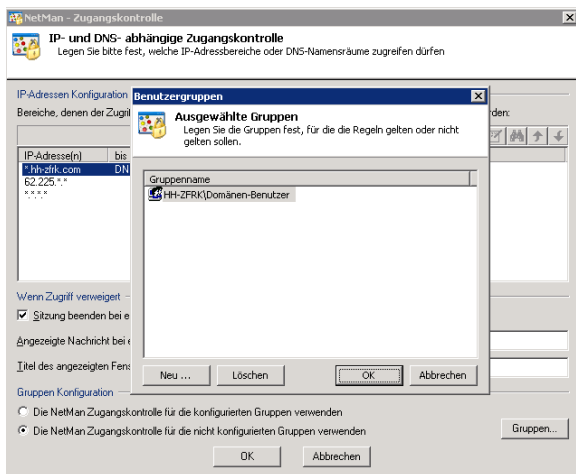 NetMan - Zugangskontrolle
IP- und DNS- abhängige Zugangskontrolle
Legen Sie bitte fest, welche IP-Adressbereiche oder DNS-Namensräume zugreifen dürfen
IP-Adressen Konfiguration
Bereiche, denen der Zugrif
rden:
IP-Adresse(n) bis
*.hh-zfrk.com DN
62.225.*.*
*.*.*.*
Benutzergruppen
Ausgewählte Gruppen
Legen Sie die Gruppen fest, für die die Regeln gelten oder nicht
gelten sollen.
Gruppenname
HH-ZFRK\Domänen-Benutzer
Neu ... Löschen OK Abbrechen
Wenn Zugriff verweigert
Sitzung beenden bei e
Angezeigte Nachricht bei
Titel des angezeigten Fens
Gruppen Konfiguration
Die NetMan Zugangskontrolle für die konfigurierten Gruppen verwenden
Die NetMan Zugangskontrolle für die nicht konfigurierten Gruppen verwenden
Gruppen...
OK Abbrechen